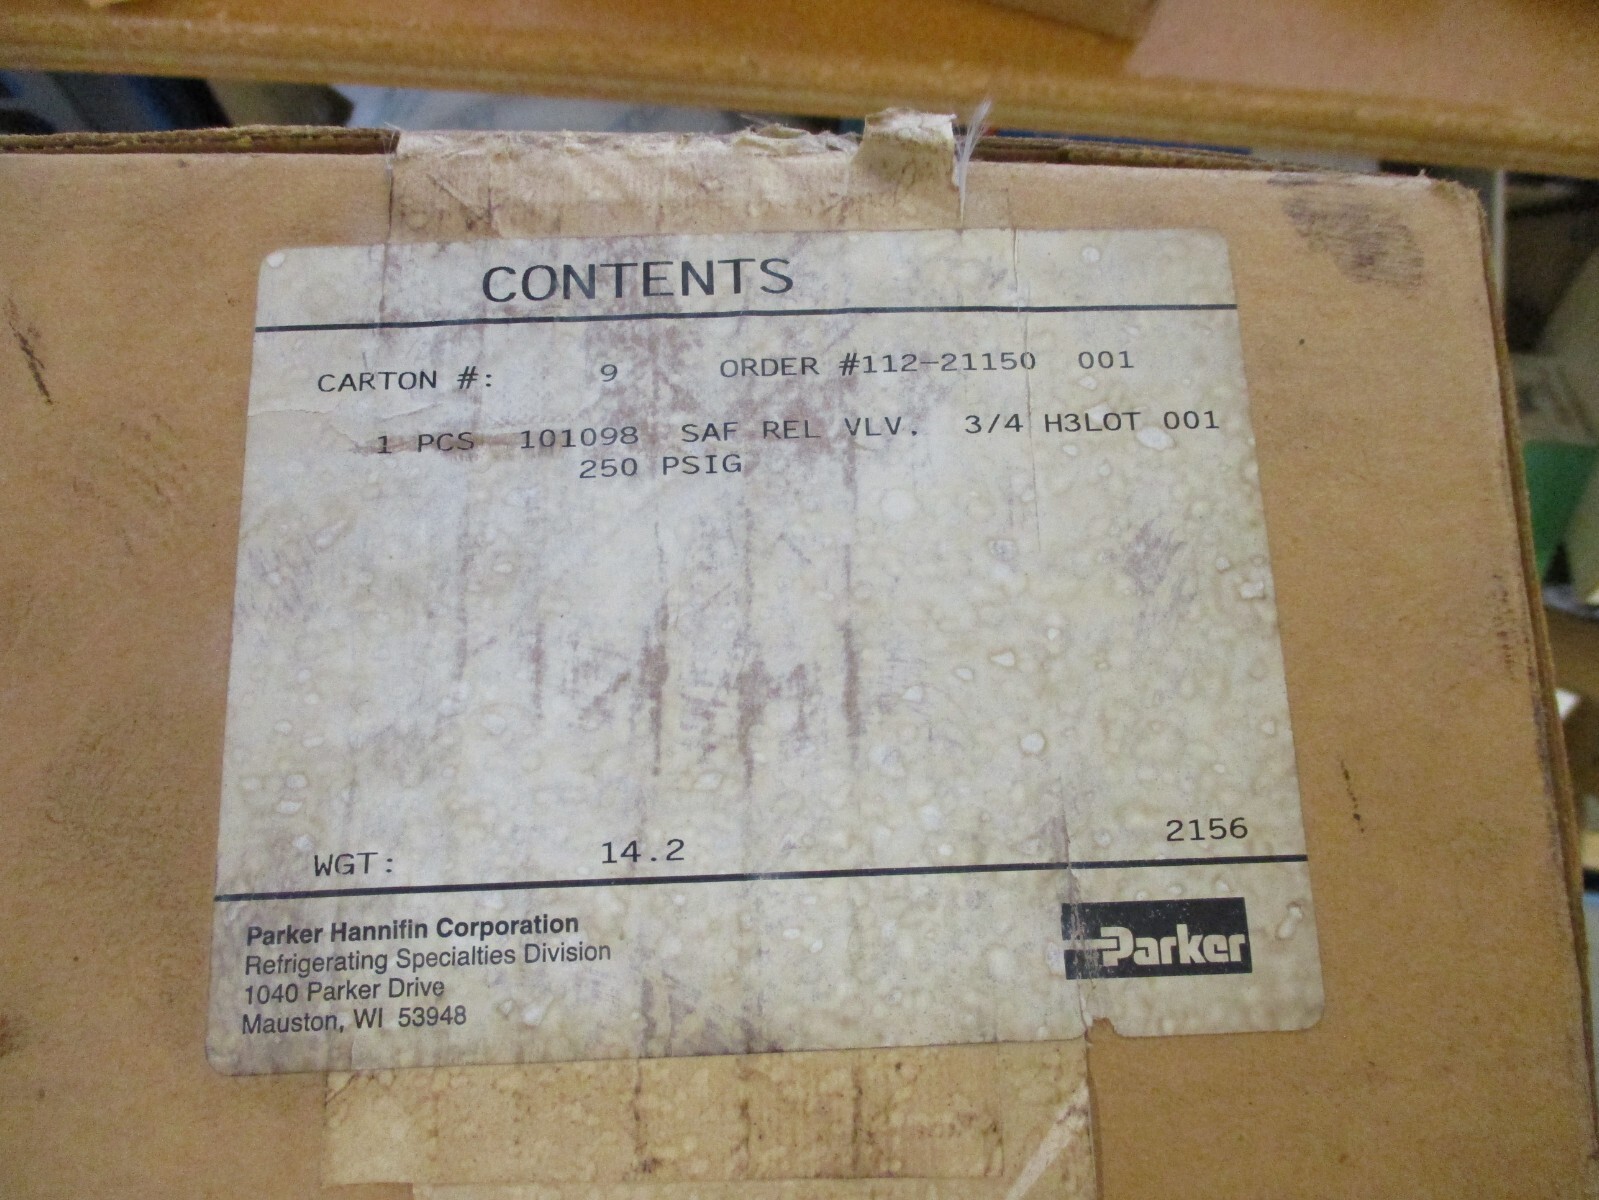 CONTENTS
CARTON #: 9 ORDER #112-21150 001
1 PCS 101098 SAF REL VLV. 3/4 H3LOT 001
250 PSIG
WGT: 14.2 2156
Parker Hannifin Corporation
Refrigerating Specialties Division
1040 Parker Drive
Mauston, WI 53948
Parker